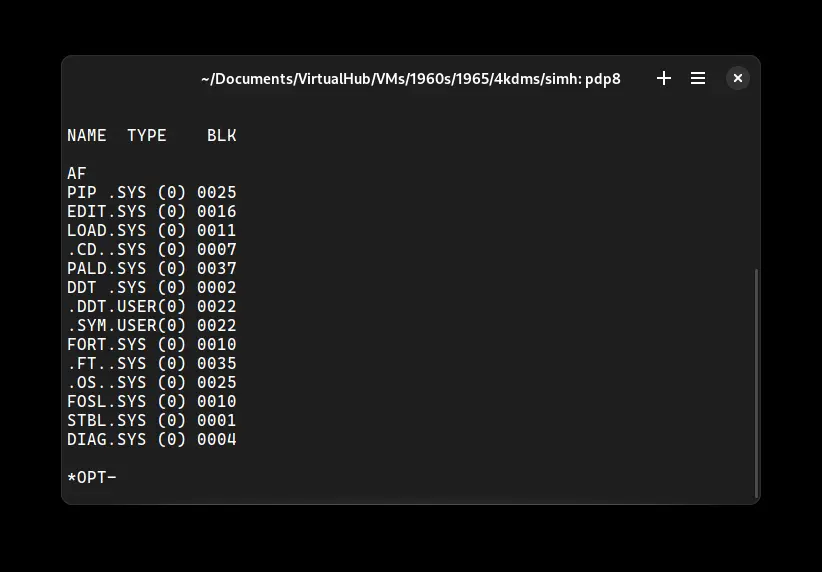 ~/Documents/VirtualHub/VMs/1960s/1965/4kdms/simh: pdp8
NAME  TYPE    BLK
AF
PIP .SYS (0) 0025
EDIT.SYS (0) 0016
LOAD.SYS (0) 0011
.CD..SYS (0) 0007
PALD.SYS (0) 0037
DDT .SYS (0) 0002
.DDT.USER(0) 0022
.SYM.USER(0) 0022
FORT.SYS (0) 0010
.FT..SYS (0) 0035
.OS..SYS (0) 0025
FOSL.SYS (0) 0010
STBL.SYS (0) 0001
DIAG.SYS (0) 0004
*OPT-